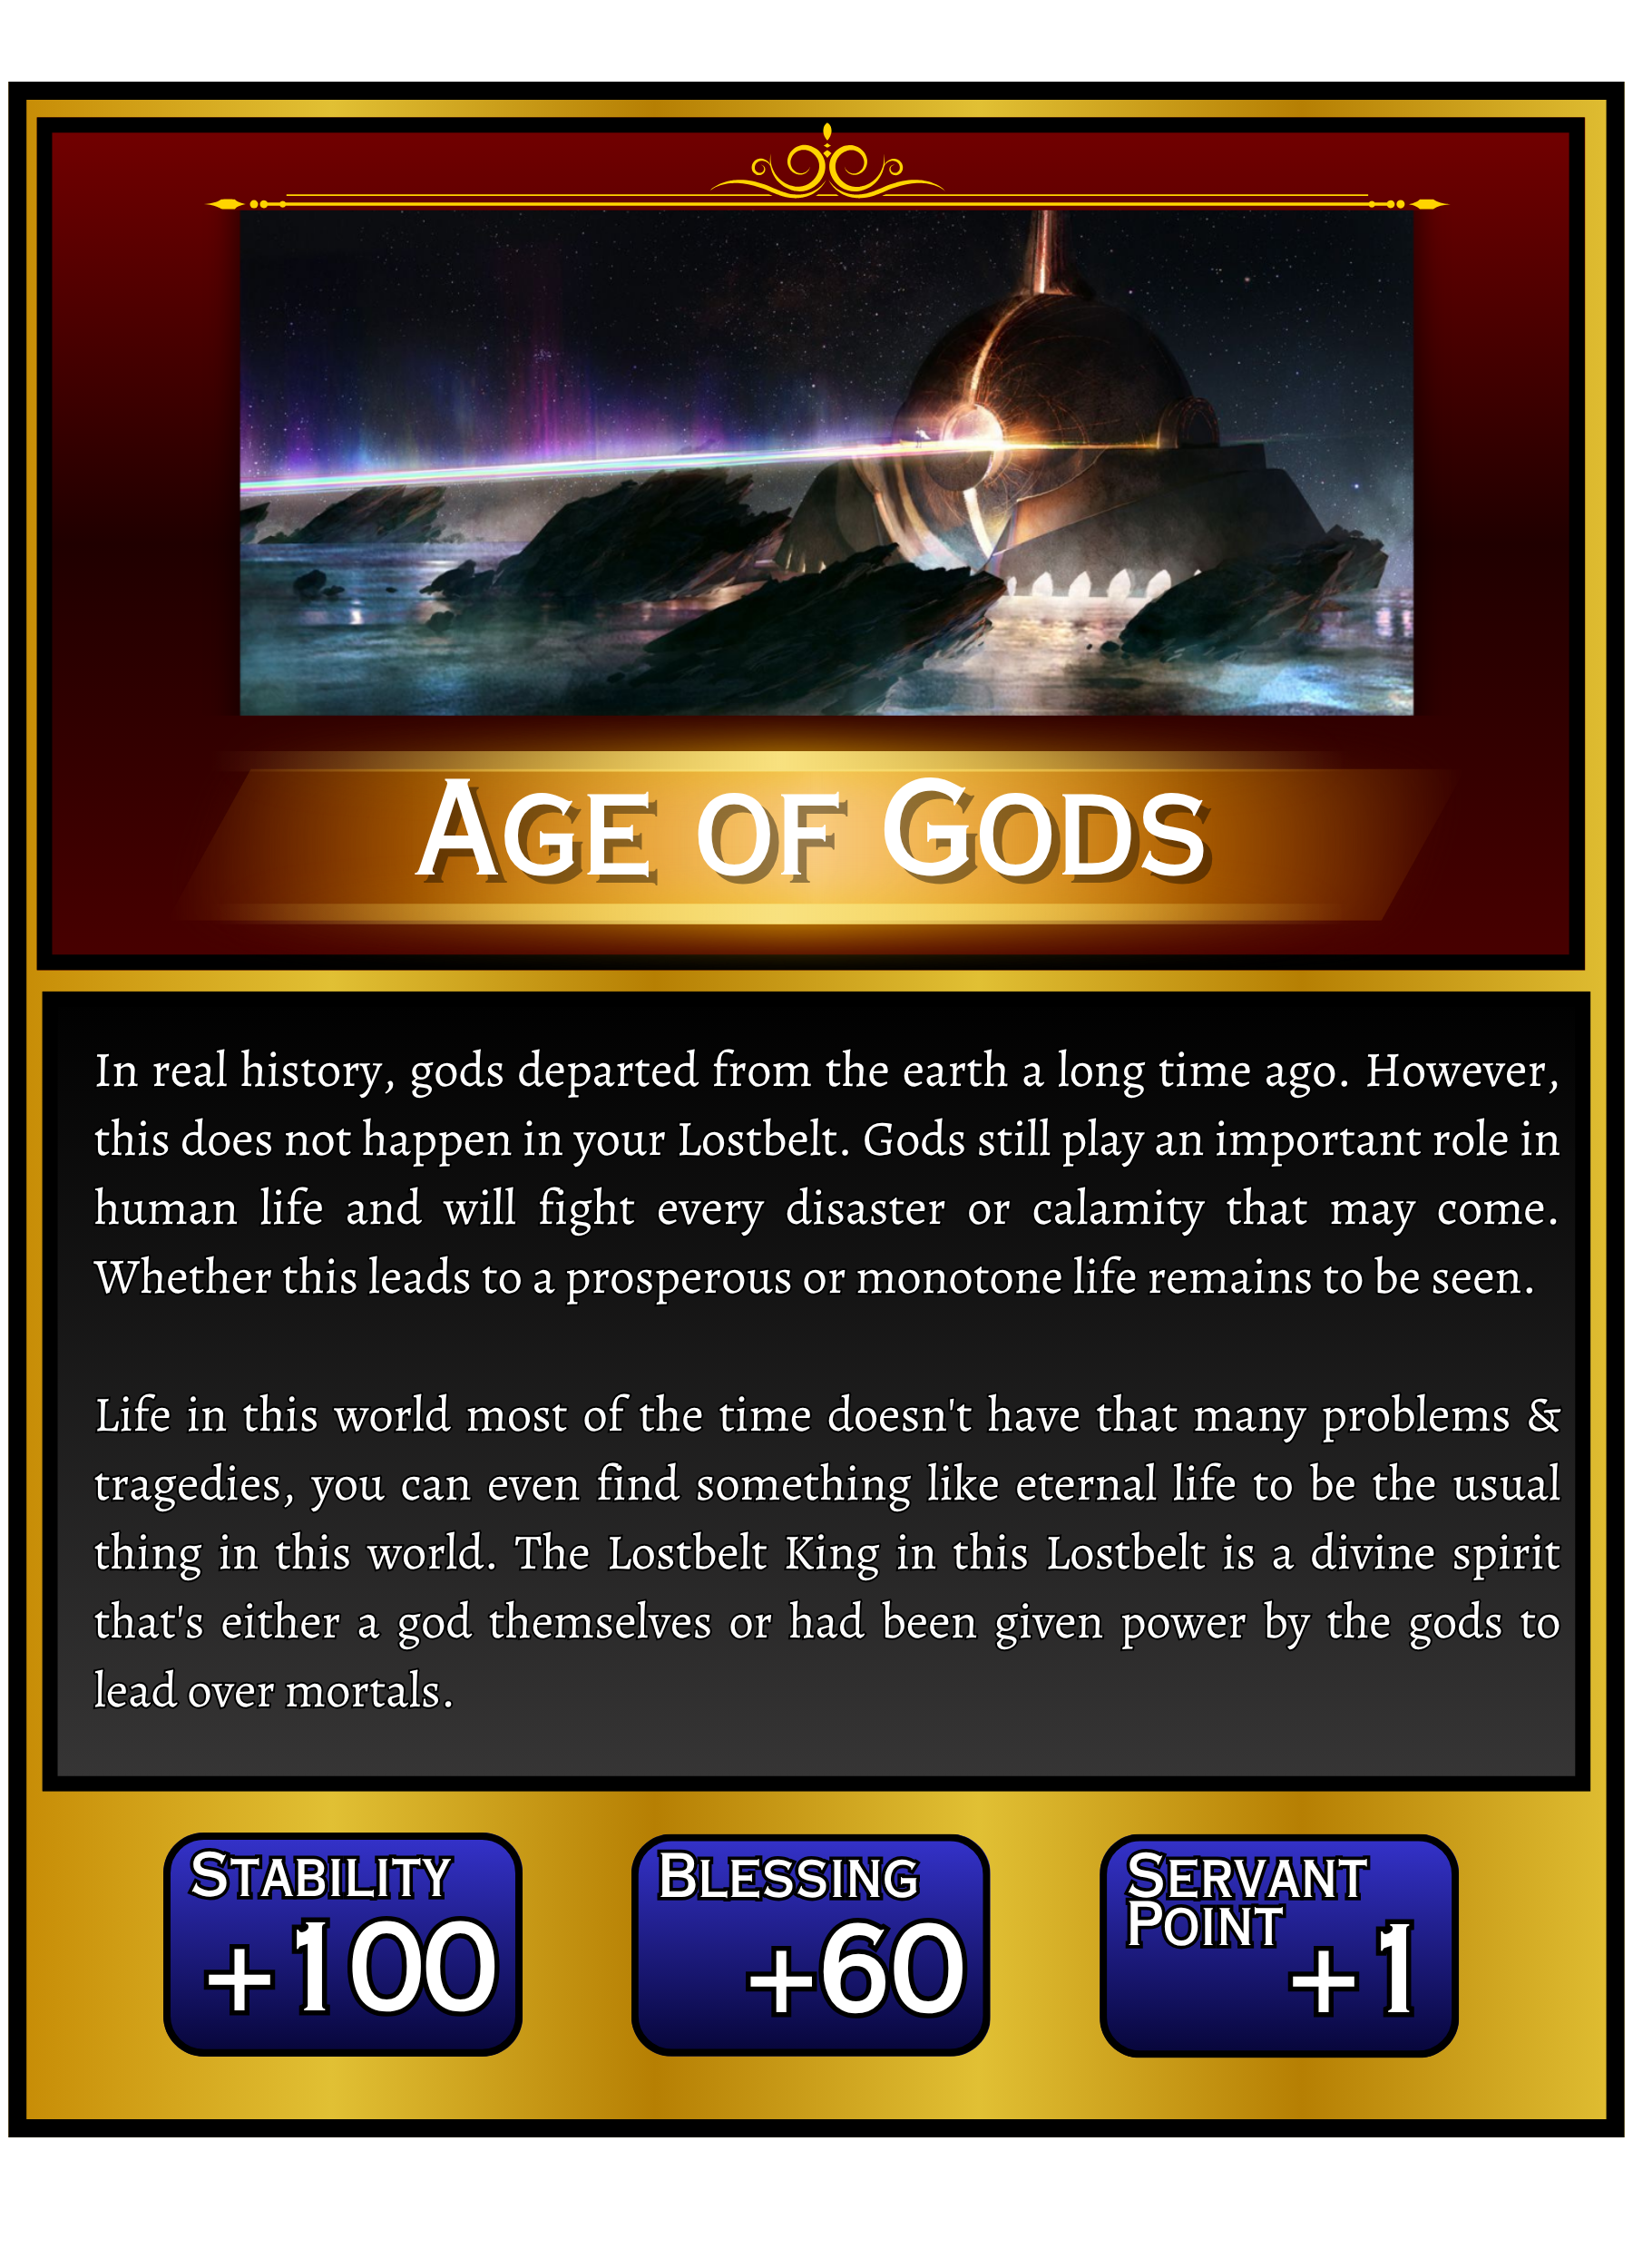 Age of Gods
In real history, gods departed from the earth a long time ago. However,
this does not happen in your Lostbelt. Gods still play an important role in
human life and will fight every disaster or calamity that may come.
Whether this leads to a prosperous or monotone life remains to be seen.
Life in this world most of the time doesn't have that many problems &
tragedies, you can even find something like eternal life to be the usual
thing in this world. The Lostbelt King in this Lostbelt is a divine spirit
that's either a god themselves or had been given power by the gods to
lead over mortals.
Stability
+100
Blessing
+60
Servant
Point
+1